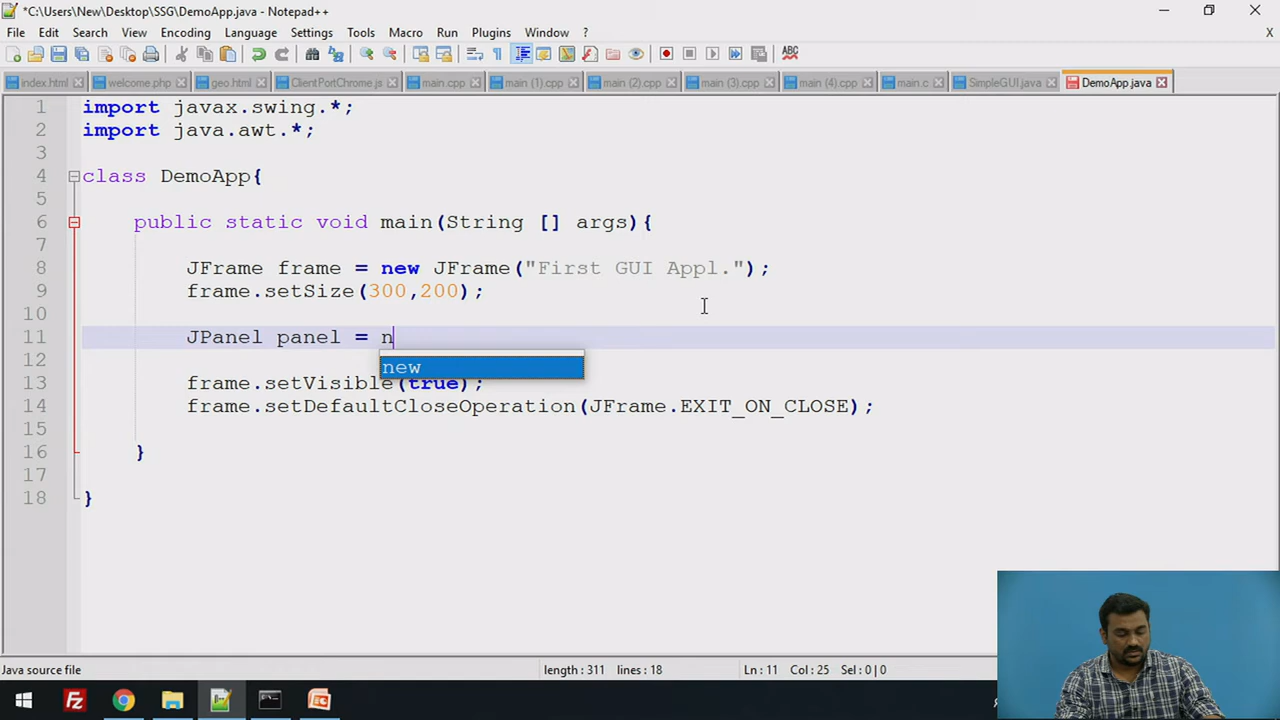 *C:\Users\New\Desktop\SSG\DemoApp.java - Notepad++
File Edit Search View Encoding Language Settings Tools Macro Run Plugins Window ? X
index.html welcome.php geo.html ClientPortChrome.js main.cpp main (1).cpp main (2).cpp main (3).cpp main (4).cpp main.c SimpleGUI.java DemoApp.java
1 import javax.swing.*;
2 import java.awt.*;
3
4 class DemoApp{
5
6 public static void main(String [] args){
7
8 JFrame frame = new JFrame("First GUI Appl.");
9 frame.setSize(300,200);
10
11 JPanel panel = n
new
12
13 frame.setVisible(true);
14 frame.setDefaultCloseOperation(JFrame.EXIT_ON_CLOSE);
15
16 }
17
18 }
Java source file length : 311 lines : 18 Ln : 11 Col : 25 Sel : 0 | 0